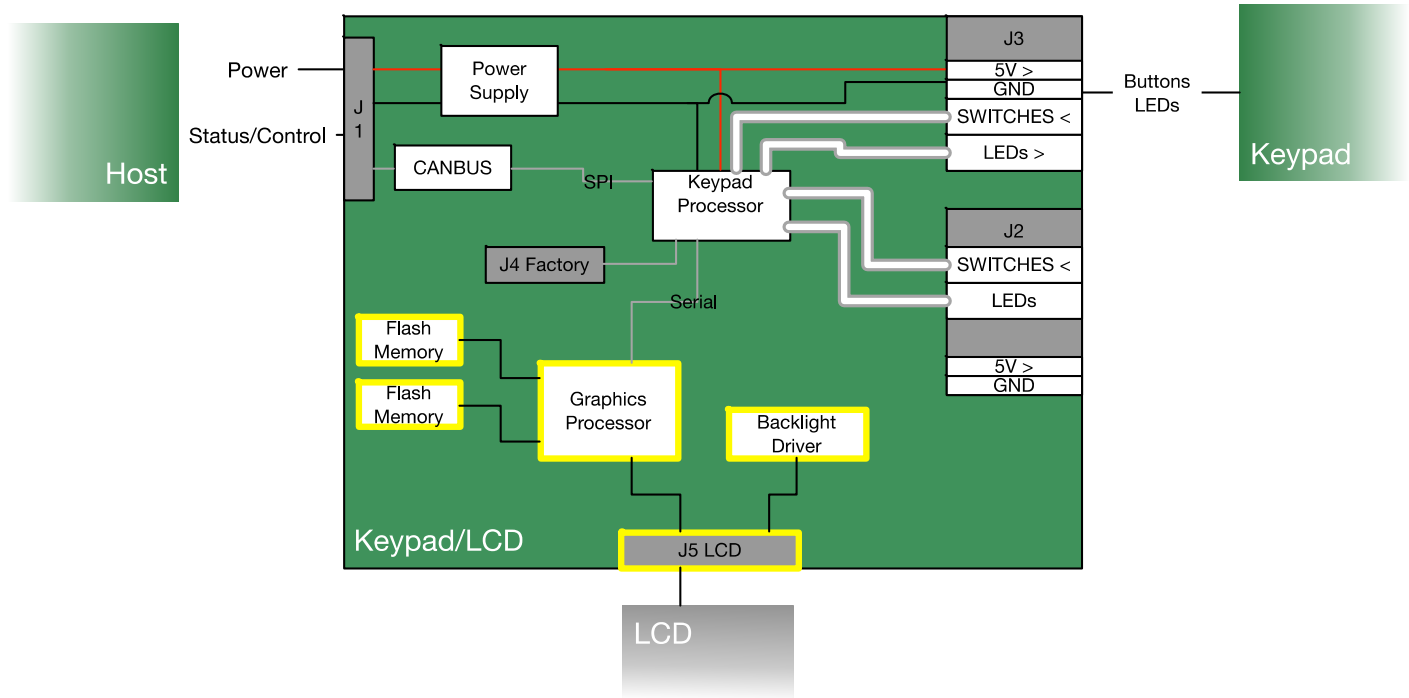 Host
Power
Status/Control
J
1
Power
Supply
CANBUS
SPI
Keypad
Processor
J4 Factory
Serial
J3
5V >
GND
SWITCHES <
LEDs >
Buttons
LEDs
Keypad
J2
SWITCHES <
LEDs
5V >
GND
Flash
Memory
Flash
Memory
Graphics
Processor
Backlight
Driver
Keypad/LCD
J5 LCD
LCD